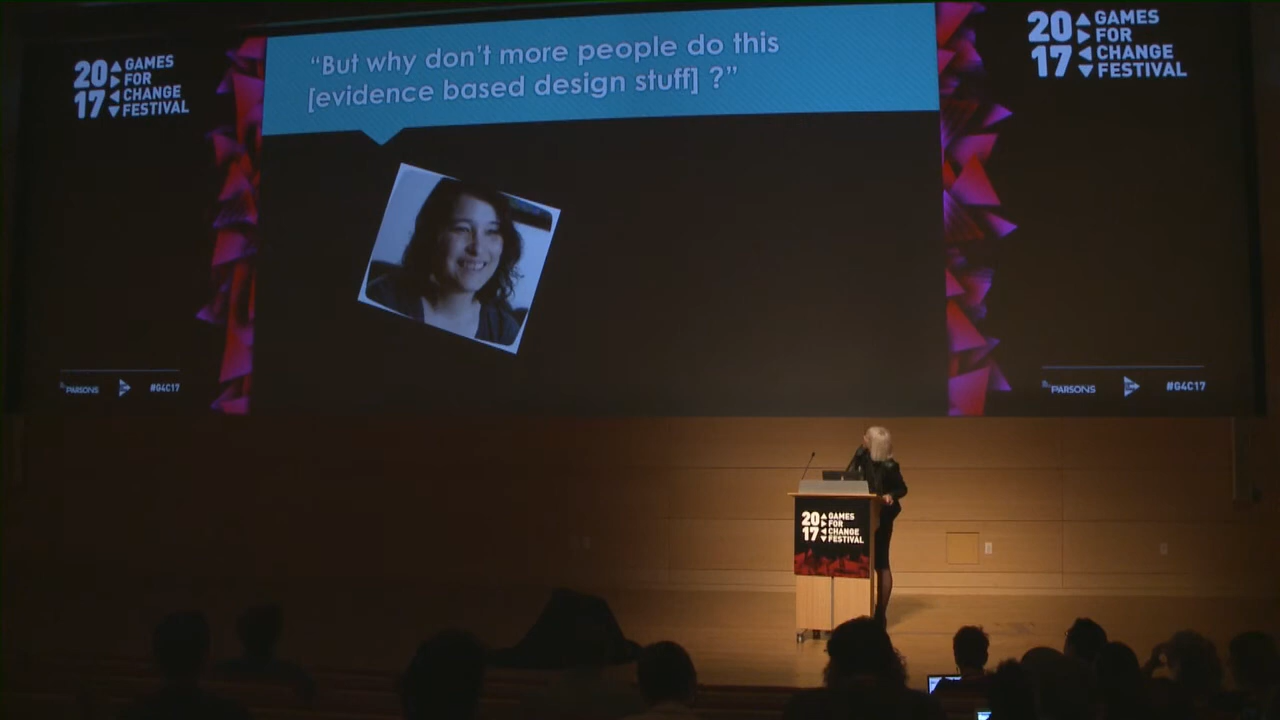 “But why don’t more people do this
[evidence based design stuff] ?”
20
17
GAMES
FOR
CHANGE
FESTIVAL
PARSONS
#G4C17
20
17
GAMES
FOR
CHANGE
FESTIVAL
PARSONS
#G4C17
20
17
GAMES
FOR
CHANGE
FESTIVAL